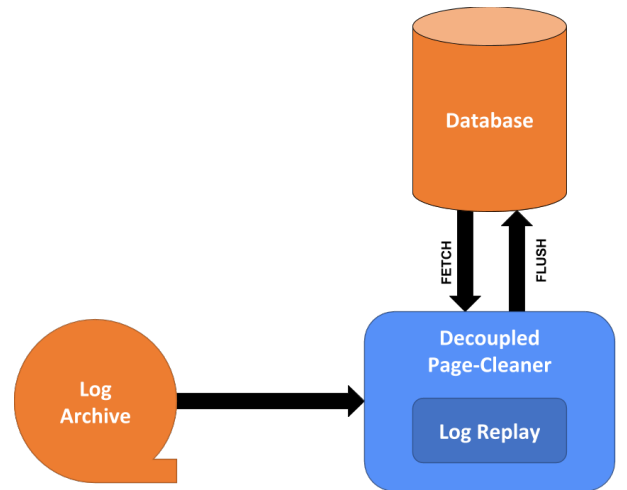 Database
FETCH
FLUSH
Decoupled
Page-Cleaner
Log
Archive
Log Replay